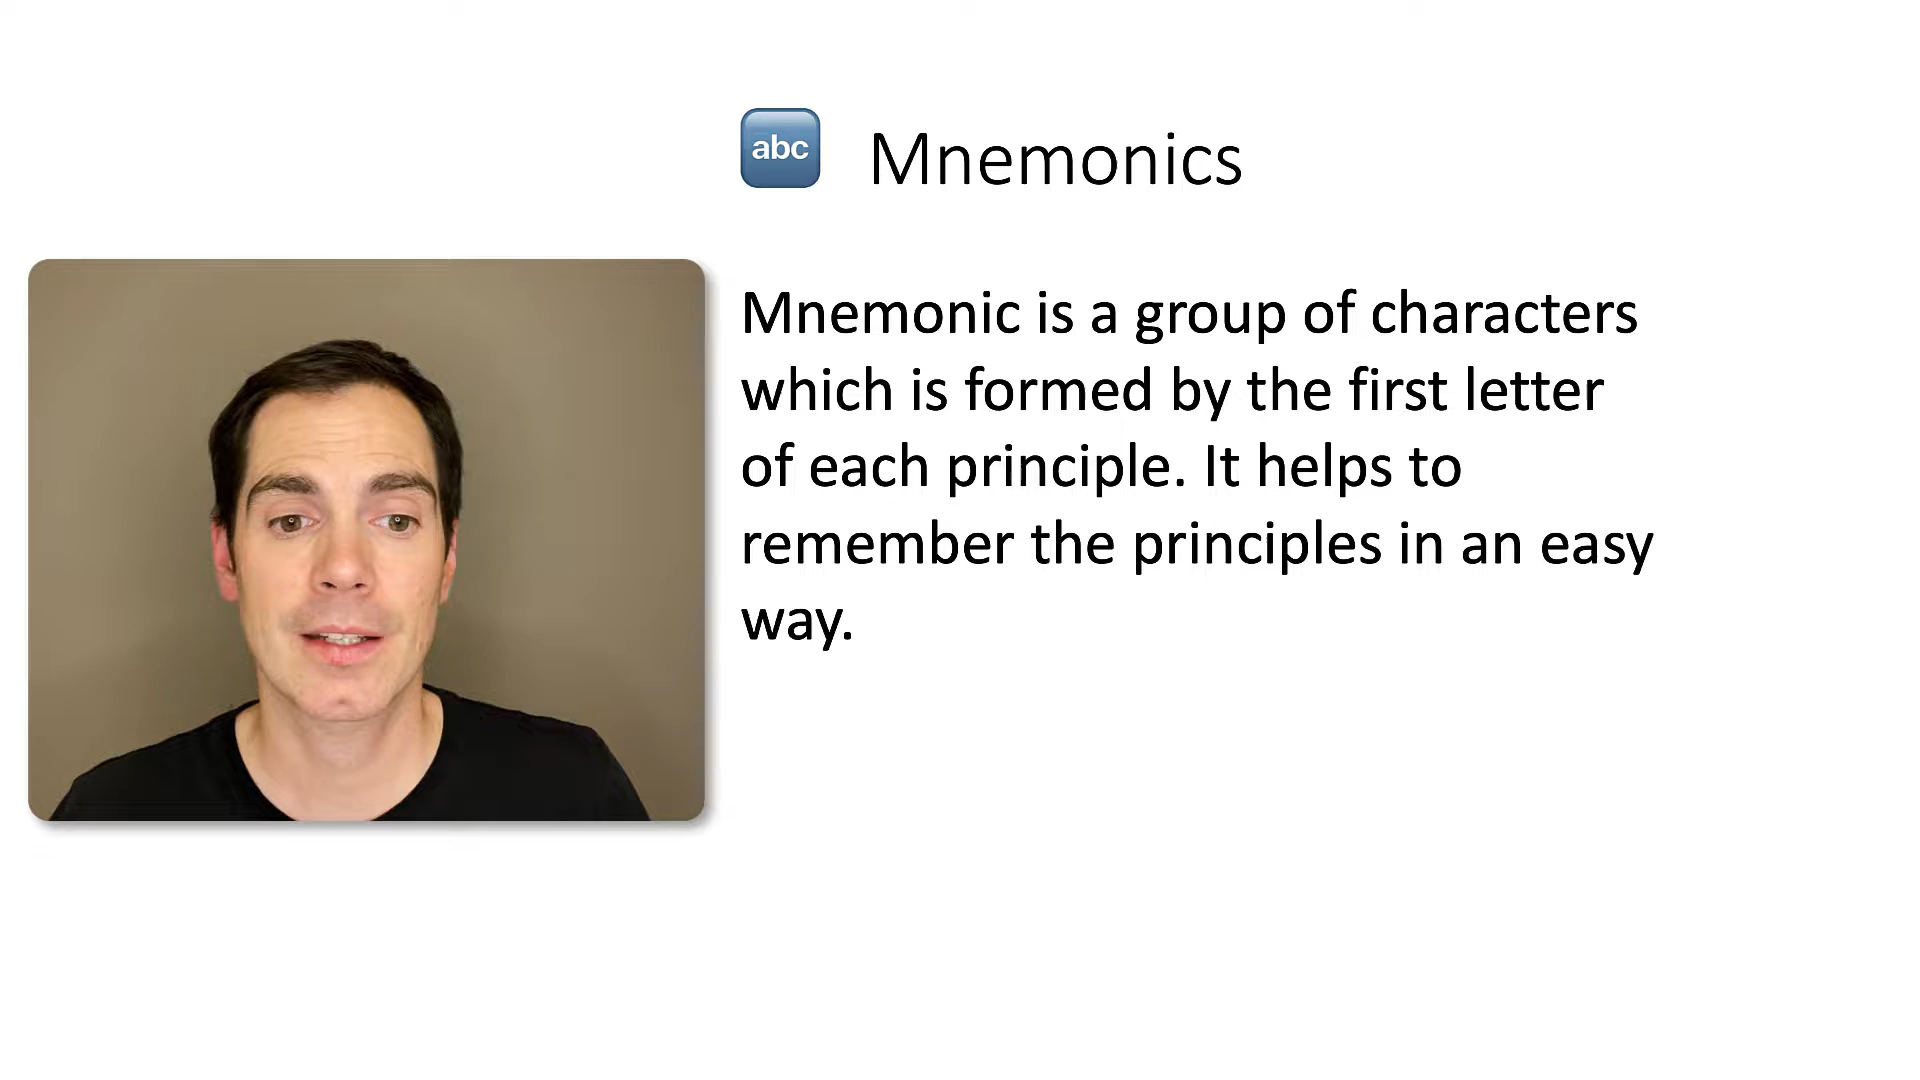 abc
Mnemonics
Mnemonic is a group of characters
which is formed by the first letter
of each principle. It helps to
remember the principles in an easy
way.